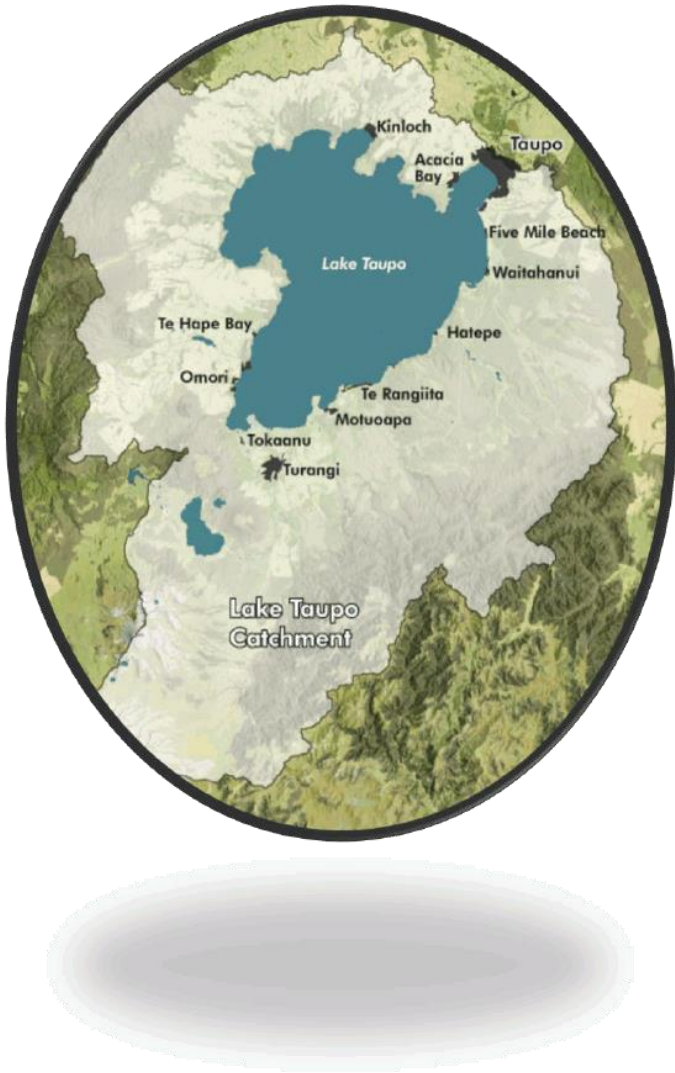 Kinloch
Taupo
Acacia
Bay
Five Mile Beach
Lake Taupo
Waitahanui
Te Hape Bay
Hatepe
Omori
Te Rangiita
Motuoapa
Tokaanu
Turangi
Lake Taupo
Catchment